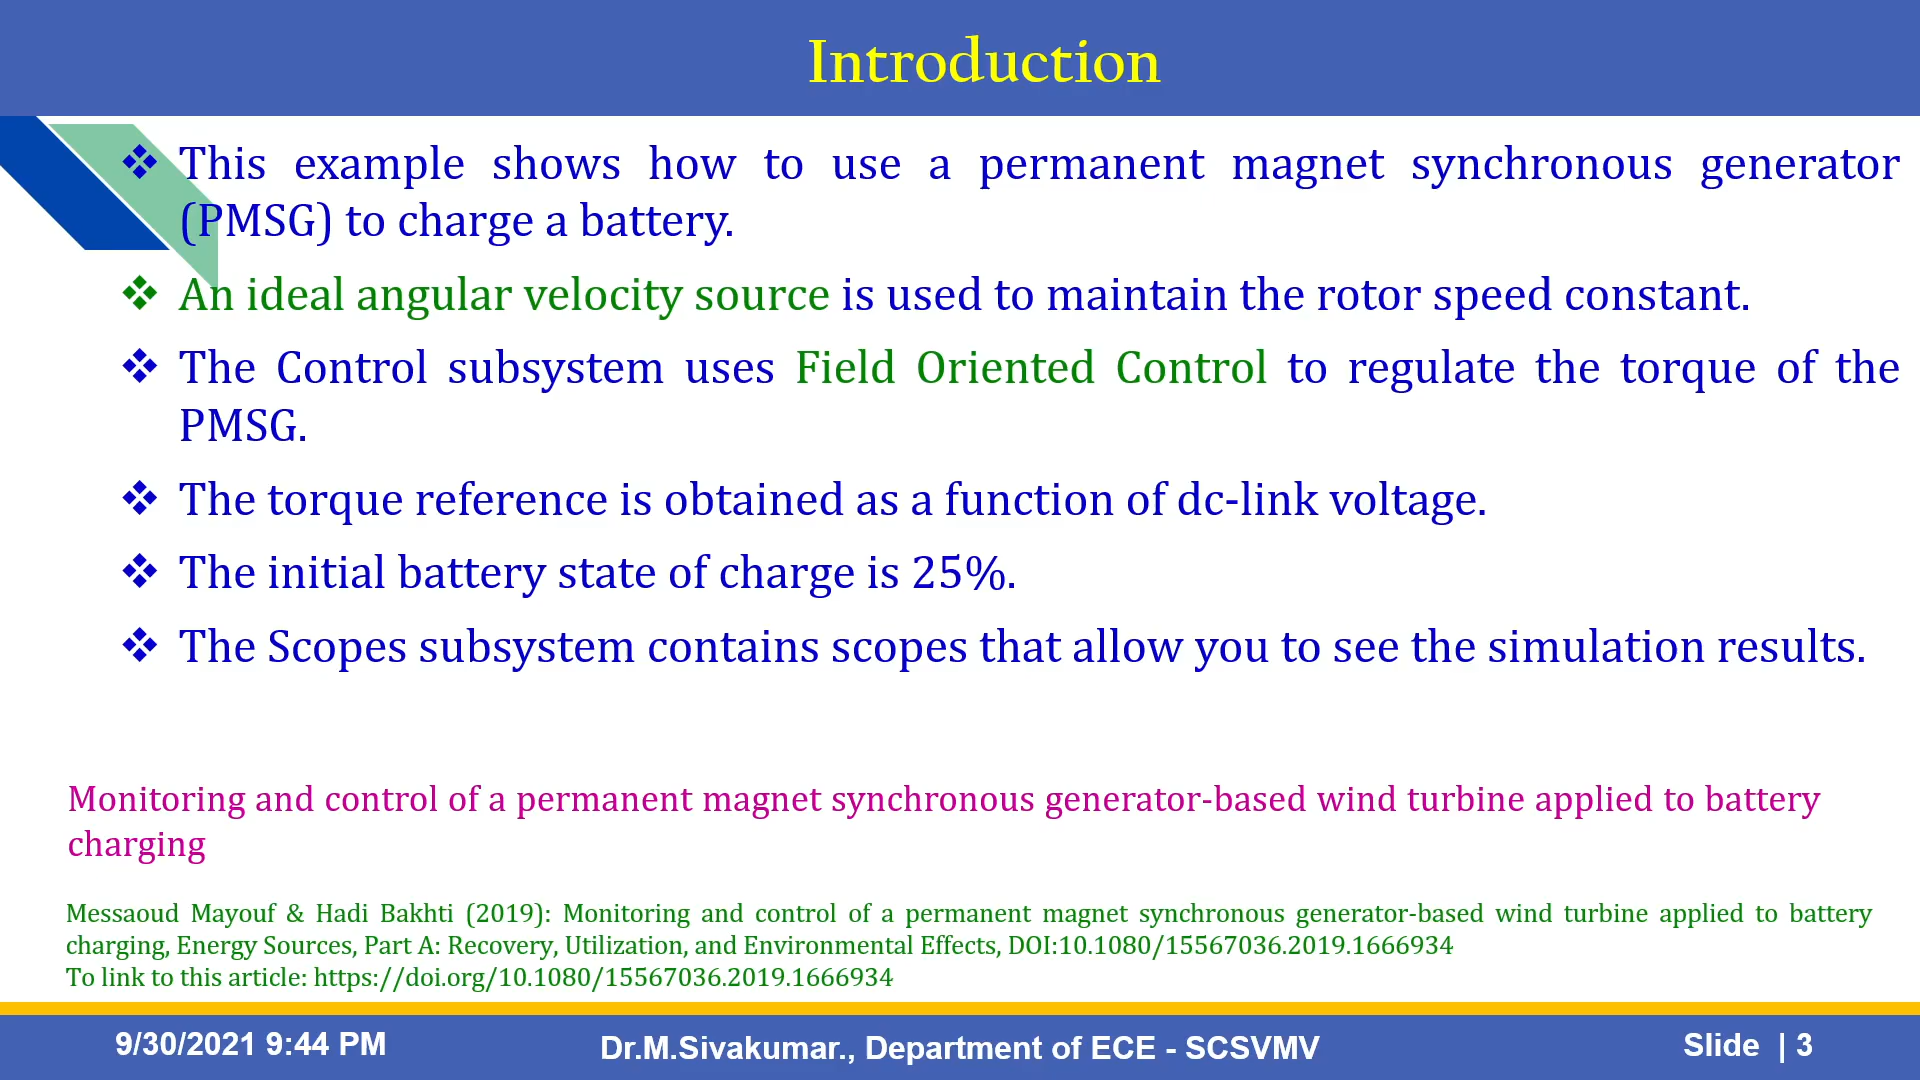 Introduction
❖ This example shows how to use a permanent magnet synchronous generator
(PMSG) to charge a battery.
❖ An ideal angular velocity source is used to maintain the rotor speed constant.
❖ The Control subsystem uses Field Oriented Control to regulate the torque of the
PMSG.
❖ The torque reference is obtained as a function of dc-link voltage.
❖ The initial battery state of charge is 25%.
❖ The Scopes subsystem contains scopes that allow you to see the simulation results.
Monitoring and control of a permanent magnet synchronous generator-based wind turbine applied to battery
charging
Messaoud Mayouf & Hadi Bakhti (2019): Monitoring and control of a permanent magnet synchronous generator-based wind turbine applied to battery
charging, Energy Sources, Part A: Recovery, Utilization, and Environmental Effects, DOI:10.1080/15567036.2019.1666934
To link to this article: https://doi.org/10.1080/15567036.2019.1666934
9/30/2021 9:44 PM
Dr.M.Sivakumar., Department of ECE - SCSVMV
Slide | 3